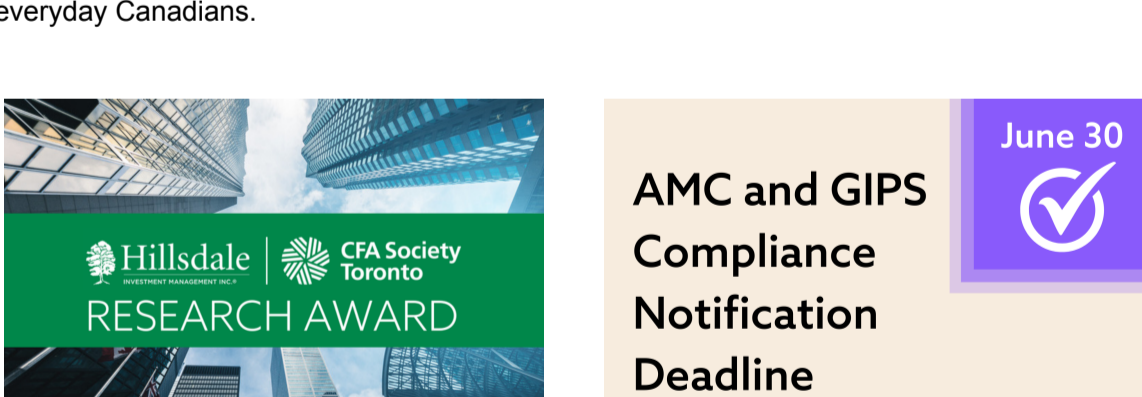 everyday Canadians.
Hillsdale
INVESTMENT MANAGEMENT INC.®
CFA Society
Toronto
RESEARCH AWARD
June 30
AMC and GIPS
Compliance
Notification
Deadline